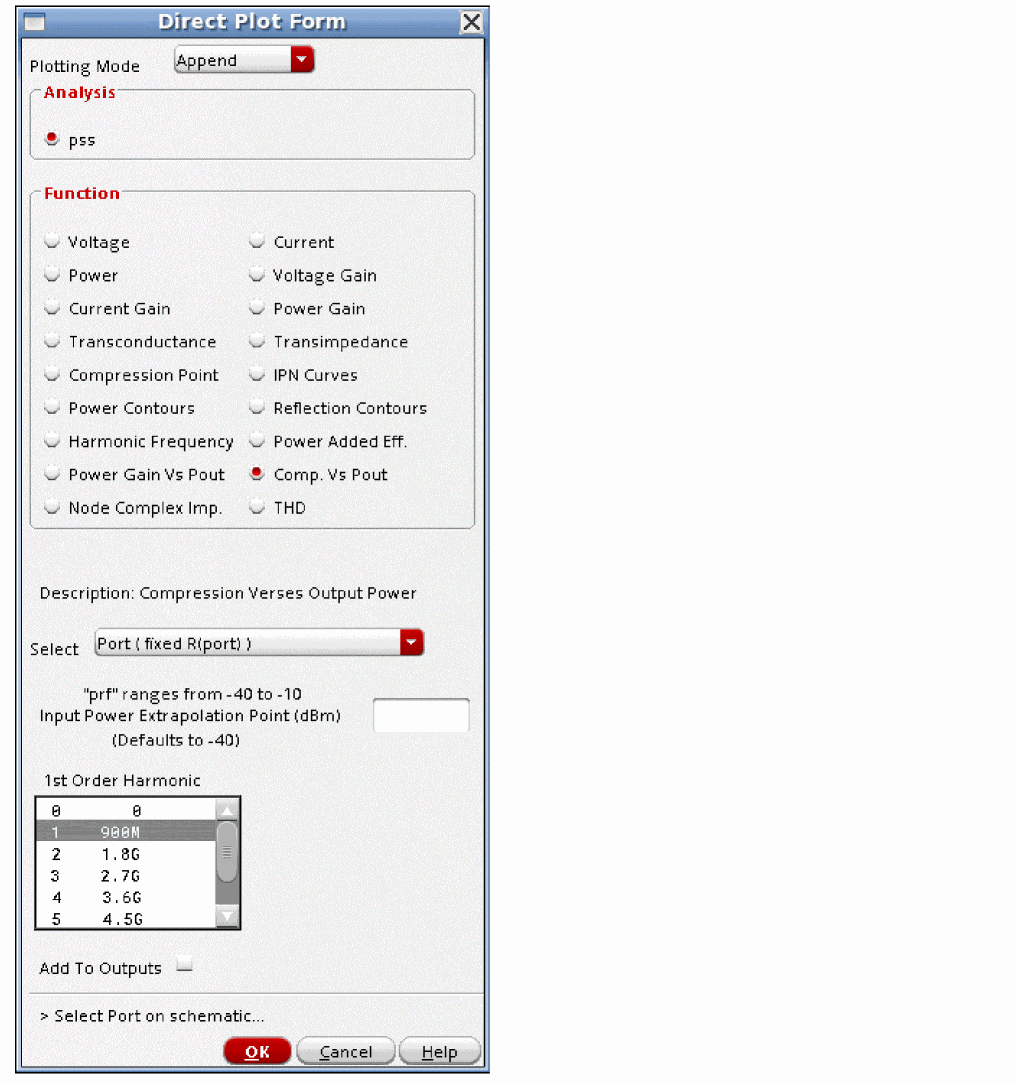 Direct Plot Form
Plotting Mode Append
Analysis
pss
Function
Voltage Current
Power Voltage Gain
Current Gain Power Gain
Transconductance Transimpedance
Compression Point IPN Curves
Power Contours Reflection Contours
Harmonic Frequency Power Added Eff.
Power Gain Vs Pout Comp. Vs Pout
Node Complex Imp. THD
Description: Compression Verses Output Power
Select Port ( fixed R(port) )
"prf" ranges from -40 to -10
Input Power Extrapolation Point (dBm)
(Defaults to -40)
1st Order Harmonic
0 0
1 900M
2 1.8G
3 2.7G
4 3.6G
5 4.5G
Add To Outputs
> Select Port on schematic...
OK Cancel Help